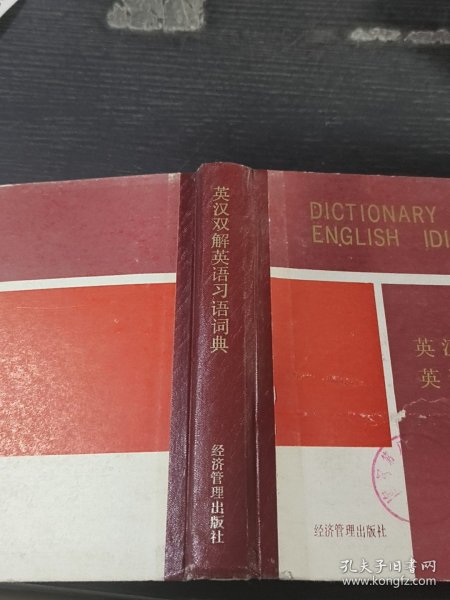 英汉双解英语习语词典
经济管理出版社
DICTIONARY
ENGLISH IDI
英汉
英
经济管理出版社
孔夫子旧书网
www.kongfz.com